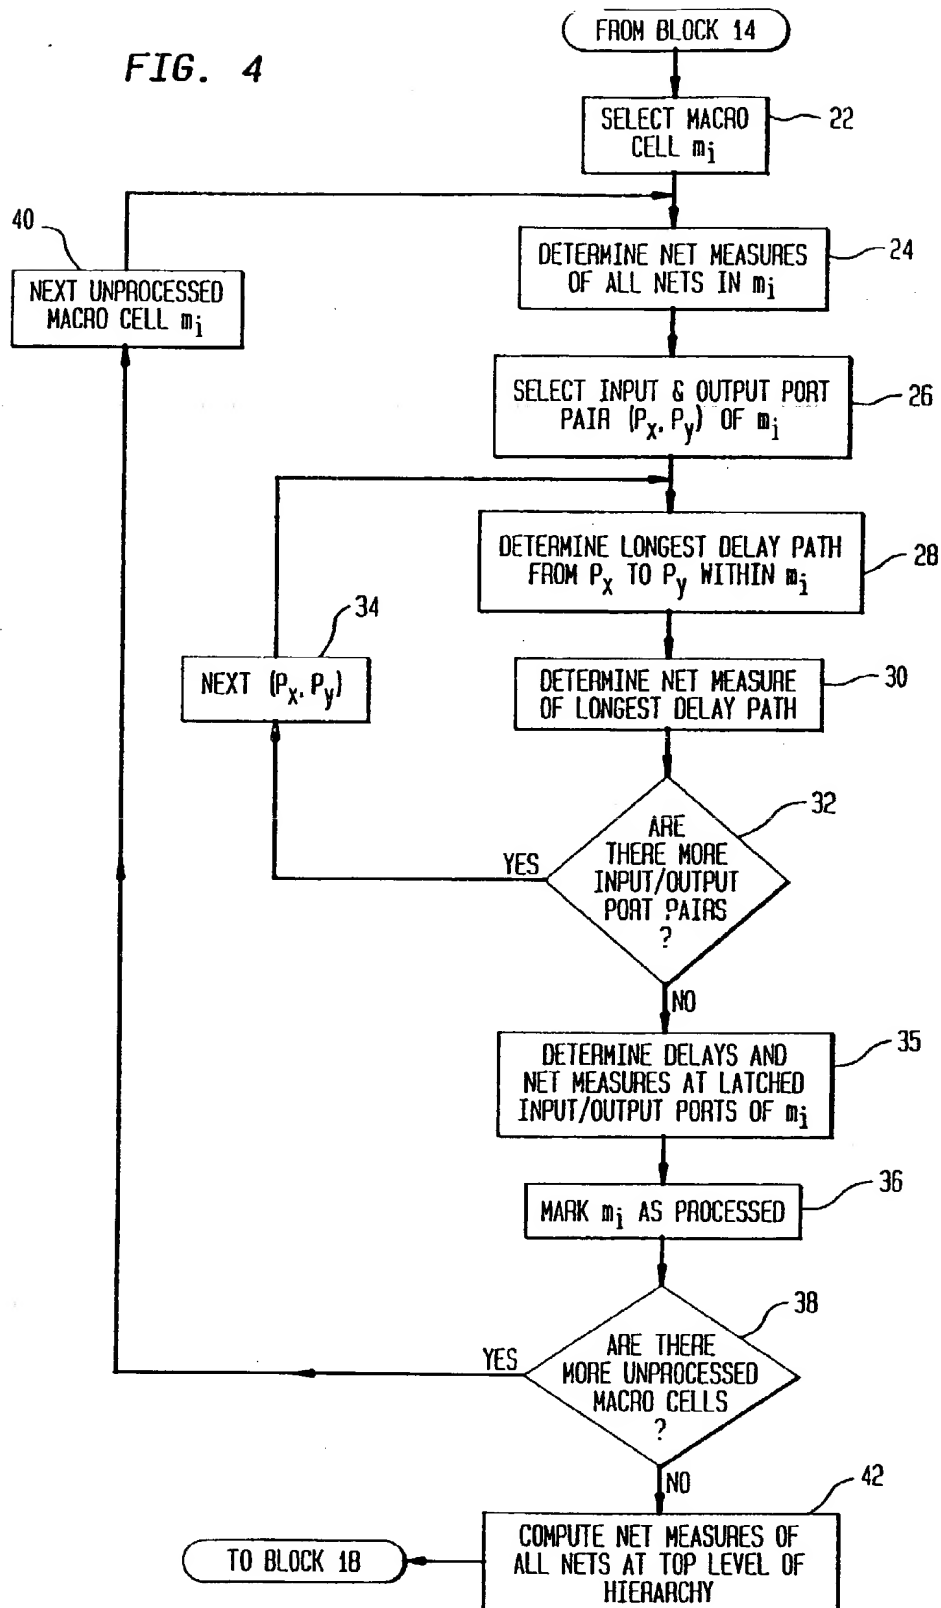 FIG. 4
FROM BLOCK 14
SELECT MACRO
CELL mi
22
40
NEXT UNPROCESSED
MACRO CELL mi
DETERMINE NET MEASURES
OF ALL NETS IN mi
24
SELECT INPUT & OUTPUT PORT
PAIR (Px, Py) OF mi
26
DETERMINE LONGEST DELAY PATH
FROM Px TO Py WITHIN mi
28
34
NEXT (Px, Py)
DETERMINE NET MEASURE
OF LONGEST DELAY PATH
30
32
ARE
THERE MORE
INPUT/OUTPUT
PORT PAIRS
?
YES
NO
DETERMINE DELAYS AND
NET MEASURES AT LATCHED
INPUT/OUTPUT PORTS OF mi
35
MARK mi AS PROCESSED
36
38
ARE THERE
MORE UNPROCESSED
MACRO CELLS
?
YES
NO
42
COMPUTE NET MEASURES OF
ALL NETS AT TOP LEVEL OF
HIERARCHY
TO BLOCK 18